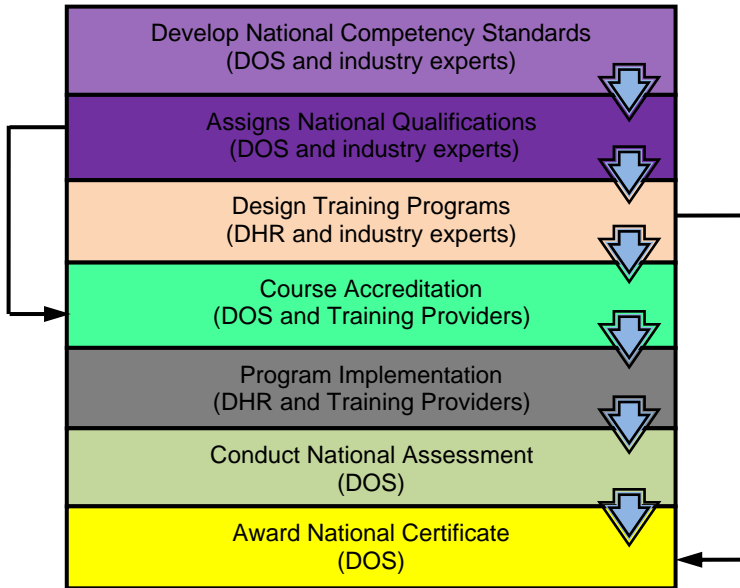 Develop National Competency Standards
(DOS and industry experts)
Assigns National Qualifications
(DOS and industry experts)
Design Training Programs
(DHR and industry experts)
Course Accreditation
(DOS and Training Providers)
Program Implementation
(DHR and Training Providers)
Conduct National Assessment
(DOS)
Award National Certificate
(DOS)